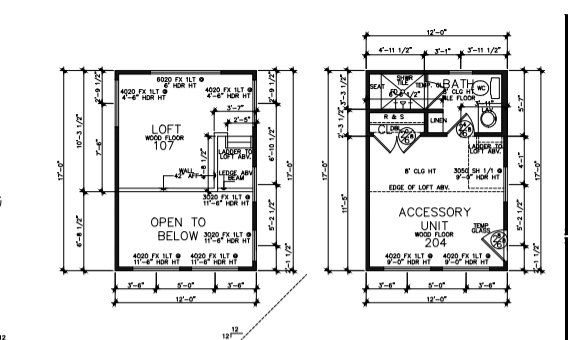 6020 FX 1LT
6' HDR HT
4020 FX 1LT
4'-6" HDR HT
4020 FX 1LT
4'-6" HDR HT
2'-9 1/2"
2'-9 1/2"
3'-7"
2'-5"
10'-3 1/2"
7'-6"
6'-10 1/2"
LOFT
WOOD FLOOR
107
LADDER TO
LOFT ABV.
WALL
42" AFF
LEDGE ABV.
BEAM
17'-0"
17'-0"
3020 FX 1LT
11'-6" HDR HT
OPEN TO
BELOW
3020 FX 1LT
11'-6" HDR HT
6'-8 1/2"
5'-2 1/2"
4020 FX 1LT
11'-6" HDR HT
4020 FX 1LT
11'-6" HDR HT
3'-6"
5'-0"
3'-6"
12'-0"
12
12
12'-0"
4'-11 1/2"
3'-1"
3'-11 1/2"
SEAT
SHWR
TILE
BATH
CLG HT
TILE FLOOR
WC
3'-11"
LAV
3'-3 1/2"
5'-7"
R & S
LINEN
2'-3 1/2"
LADDER TO
LOFT ABV.
8' CLG HT
3050 SH 1/1
9'-0" HDR HT
EDGE OF LOFT ABV.
4'-1"
17'-0"
17'-0"
11'-5"
ACCESSORY
UNIT
WOOD FLOOR
204
TEMP
GLASS
5'-2 1/2"
4020 FX 1LT
9'-0" HDR HT
4020 FX 1LT
9'-0" HDR HT
3'-6"
5'-0"
3'-6"
12'-0"